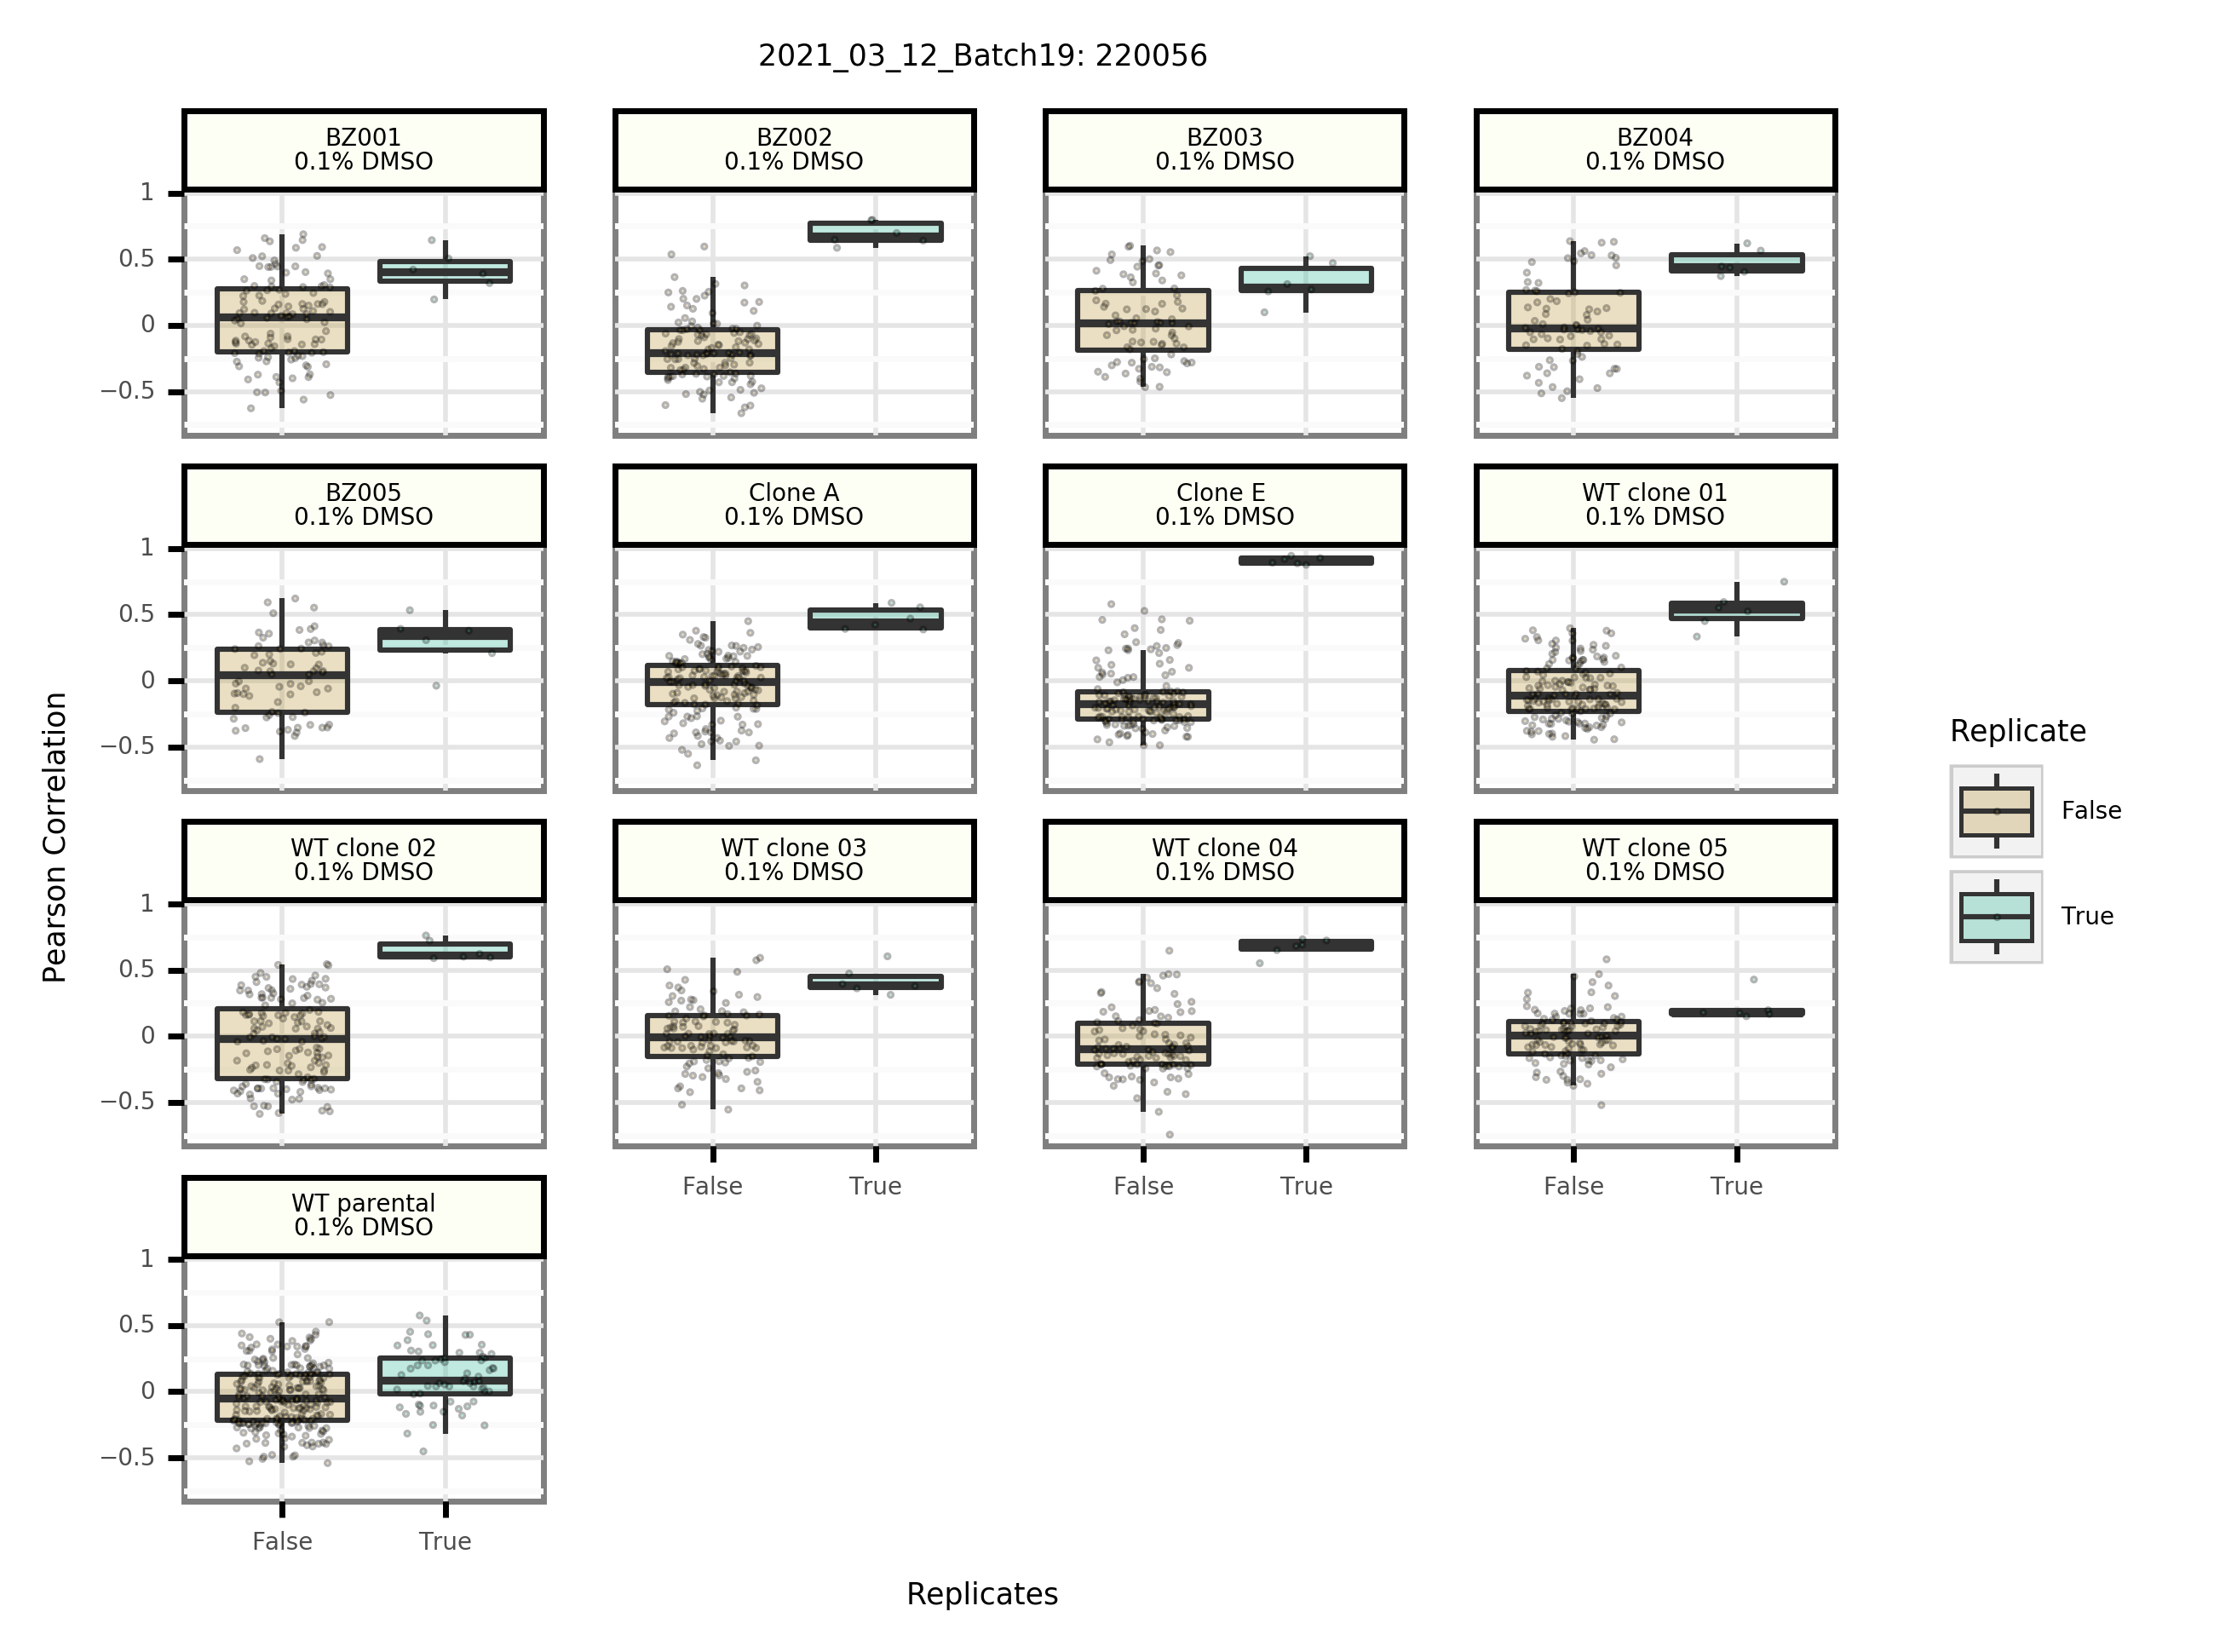 2021_03_12_Batch19: 220056
BZ001
0.1% DMSO
BZ002
0.1% DMSO
BZ003
0.1% DMSO
BZ004
0.1% DMSO
1
0.5
0
−0.5
BZ005
0.1% DMSO
Clone A
0.1% DMSO
Clone E
0.1% DMSO
WT clone 01
0.1% DMSO
1
0.5
0
−0.5
WT clone 02
0.1% DMSO
WT clone 03
0.1% DMSO
WT clone 04
0.1% DMSO
WT clone 05
0.1% DMSO
1
0.5
0
−0.5
False
True
False
True
False
True
WT parental
0.1% DMSO
1
0.5
0
−0.5
False
True
Replicates
Pearson Correlation
Replicate
False
True